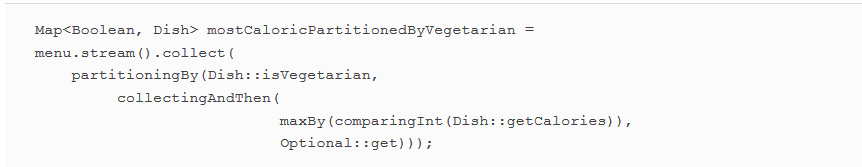 Map<Boolean, Dish> mostCaloricPartitionedByVegetarian =
menu.stream().collect(
    partitioningBy(Dish::isVegetarian,
        collectingAndThen(
                    maxBy(comparingInt(Dish::getCalories)),
                    Optional::get)));